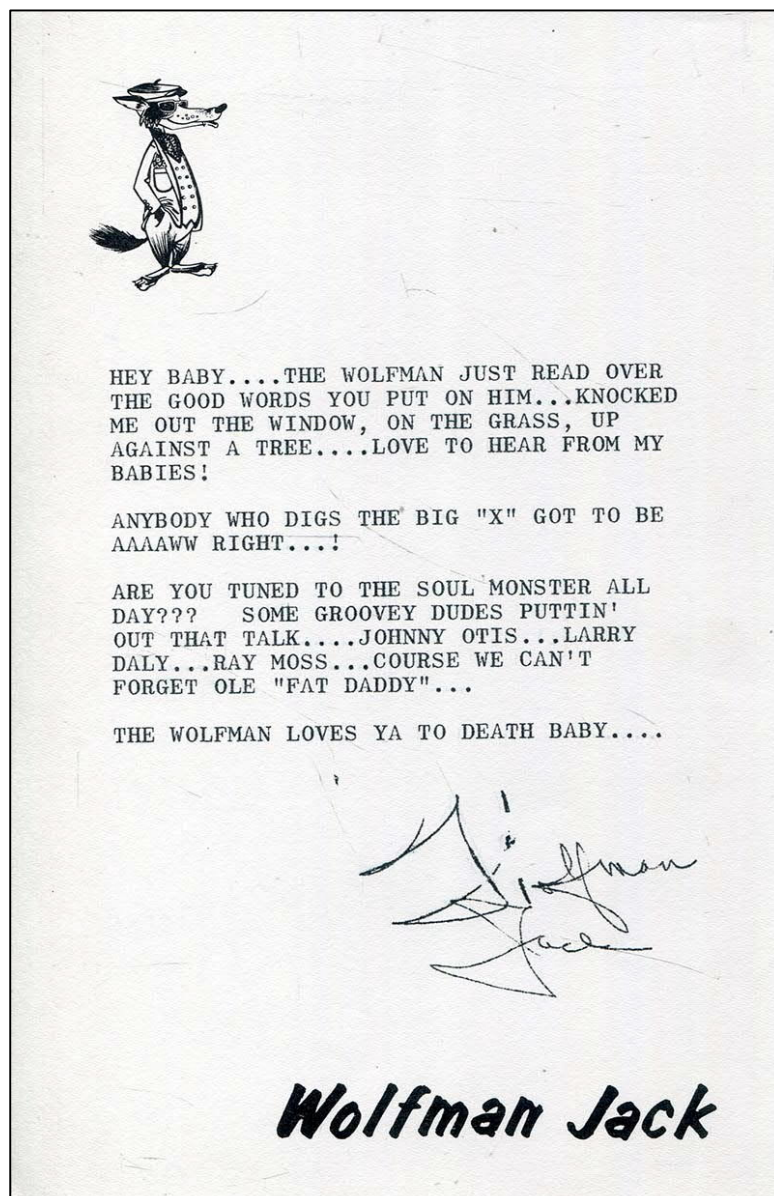 HEY BABY....THE WOLFMAN JUST READ OVER
THE GOOD WORDS YOU PUT ON HIM...KNOCKED
ME OUT THE WINDOW, ON THE GRASS, UP
AGAINST A TREE....LOVE TO HEAR FROM MY
BABIES!
ANYBODY WHO DIGS THE BIG "X" GOT TO BE
AAAAWW RIGHT...!
ARE YOU TUNED TO THE SOUL MONSTER ALL
DAY??? SOME GROOVEY DUDES PUTTIN'
OUT THAT TALK....JOHNNY OTIS...LARRY
DALY...RAY MOSS...COURSE WE CAN'T
FORGET OLE "FAT DADDY"...
THE WOLFMAN LOVES YA TO DEATH BABY....
Wolfman
Jack
Wolfman Jack